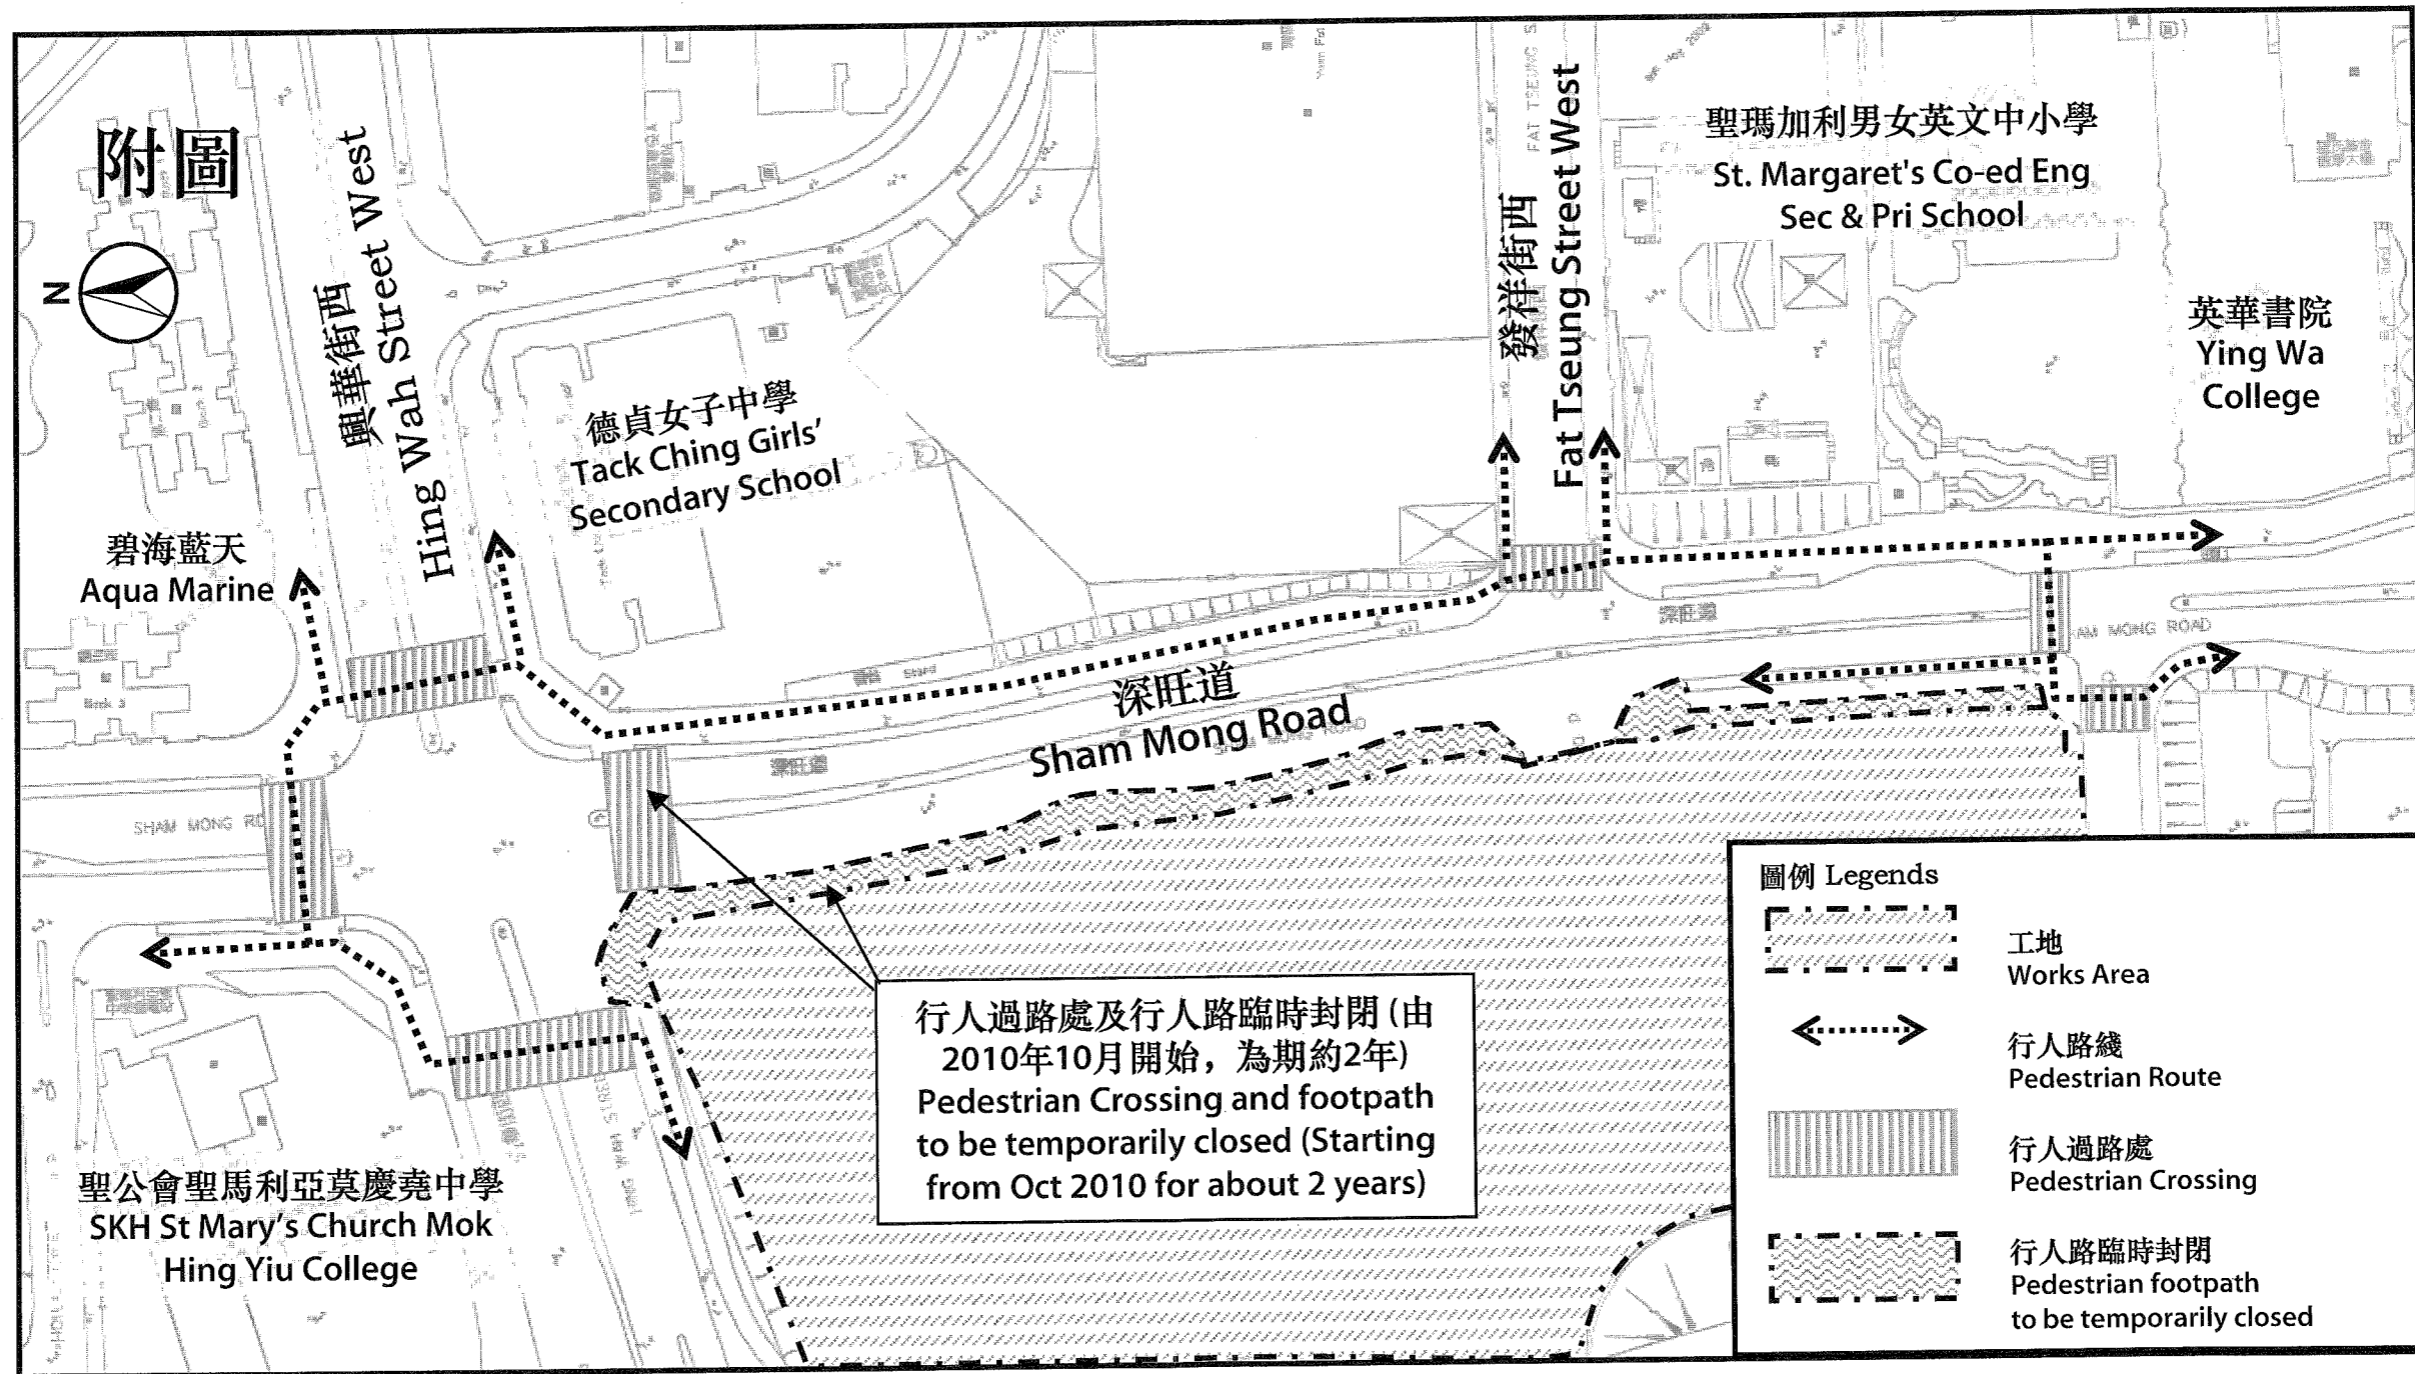 附圖
N
興華街西
Hing Wah Street West
發祥街西
Fat Tseung Street West
FAT TSEUNG S
聖瑪加利男女英文中小學
St. Margaret's Co-ed Eng
Sec & Pri School
英華書院
Ying Wa
College
德貞女子中學
Tack Ching Girls’
Secondary School
碧海藍天
Aqua Marine
深旺道
Sham Mong Road
深旺道
深旺道
AM MONG ROAD
SHAM MONG RD
行人過路處及行人路臨時封閉 (由
2010年10月開始，為期約2年)
Pedestrian Crossing and footpath
to be temporarily closed (Starting
from Oct 2010 for about 2 years)
聖公會聖馬利亞莫慶堯中學
SKH St Mary’s Church Mok
Hing Yiu College
圖例 Legends
工地
Works Area
行人路綫
Pedestrian Route
行人過路處
Pedestrian Crossing
行人路臨時封閉
Pedestrian footpath
to be temporarily closed